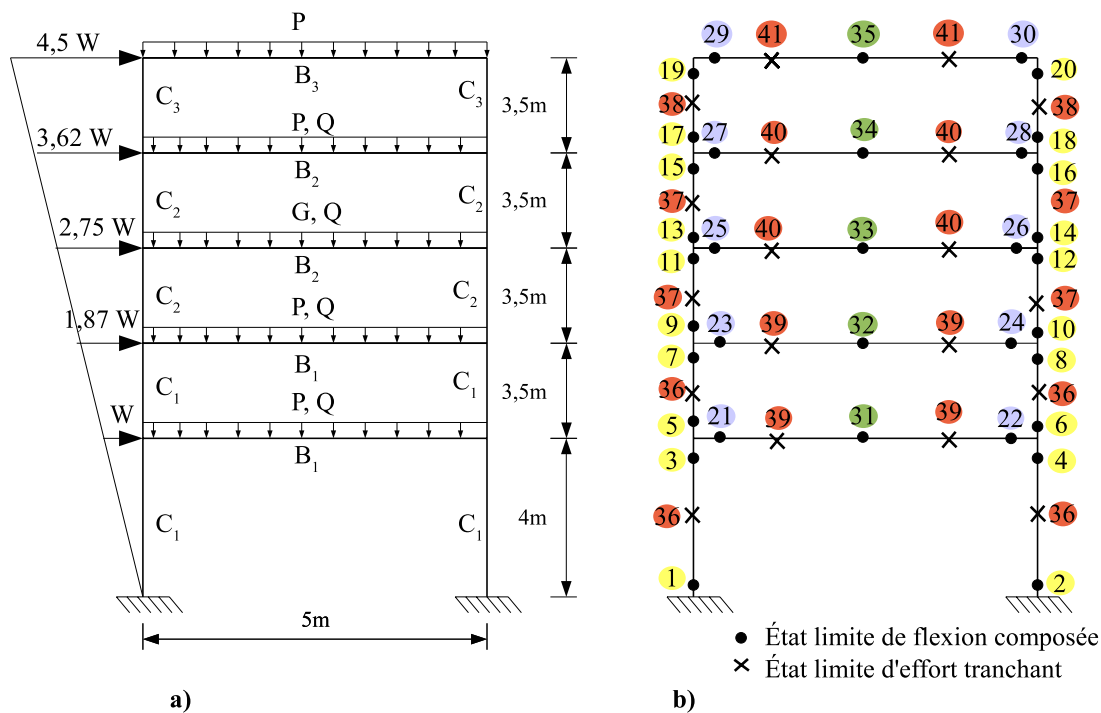 P
4,5 W
B3
C3
C3
3,5m
3,62 W
P, Q
B2
C2
G, Q
C2
3,5m
2,75 W
B2
C2
P, Q
C2
3,5m
1,87 W
B1
C1
P, Q
C1
3,5m
W
B1
C1
C1
4m
5m
a)
29 41 35 41 30
19 20
38 38
17 27 40 34 40 28 18
15 16
37 37
13 25 40 33 40 26 14
11 12
37 37
9 23 39 32 39 24 10
7 8
36 36
5 21 39 31 39 22 6
3 4
36 36
1 2
État limite de flexion composée
État limite d'effort tranchant
b)